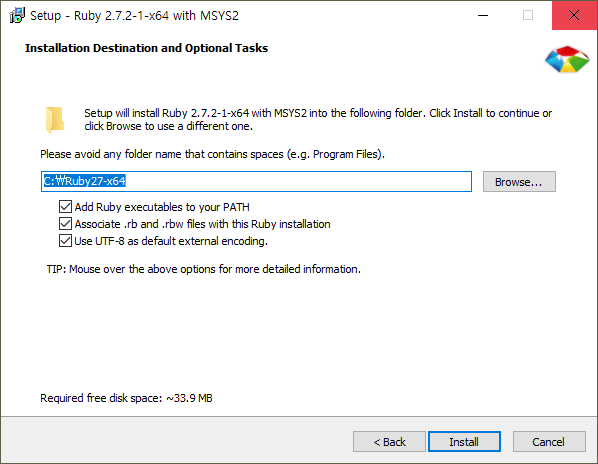 Setup - Ruby 2.7.2-1-x64 with MSYS2
Installation Destination and Optional Tasks
Setup will install Ruby 2.7.2-1-x64 with MSYS2 into the following folder. Click Install to continue or
click Browse to use a different one.
Please avoid any folder name that contains spaces (e.g. Program Files).
C:₩Ruby27-x64
Browse...
Add Ruby executables to your PATH
Associate .rb and .rbw files with this Ruby installation
Use UTF-8 as default external encoding.
TIP: Mouse over the above options for more detailed information.
Required free disk space: ~33.9 MB
< Back
Install
Cancel